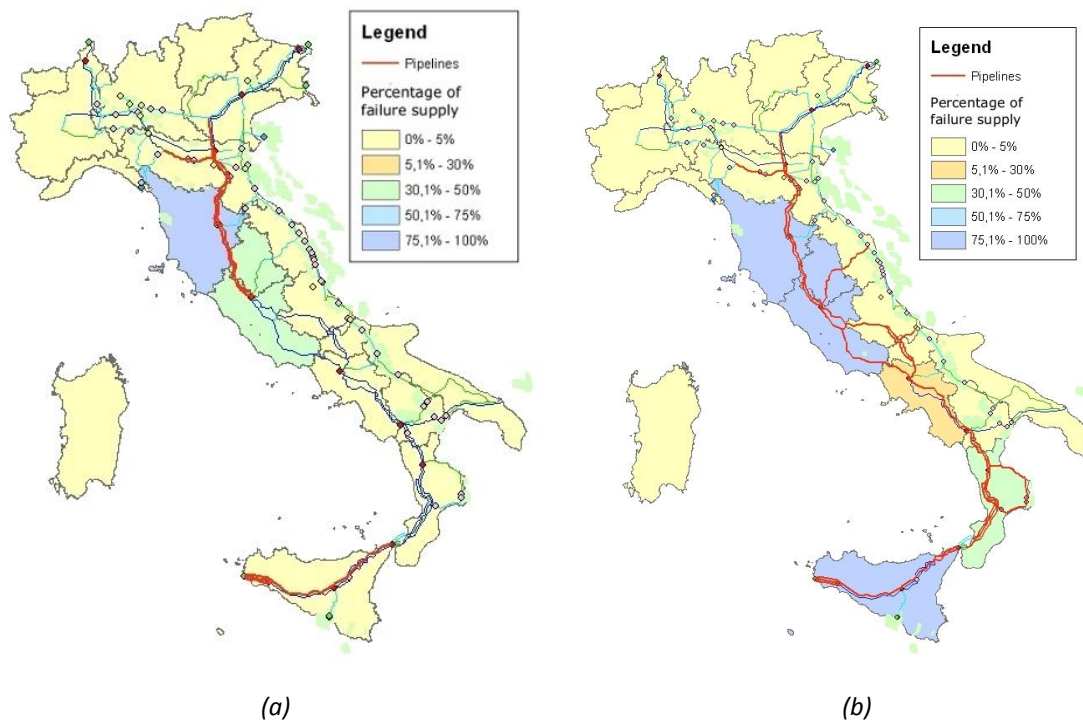 Legend
Pipelines
Percentage of
failure supply
0% - 5%
5,1% - 30%
30,1% - 50%
50,1% - 75%
75,1% - 100%
Legend
Pipelines
Percentage of
failure supply
0% - 5%
5,1% - 30%
30,1% - 50%
50,1% - 75%
75,1% - 100%
(a)
(b)